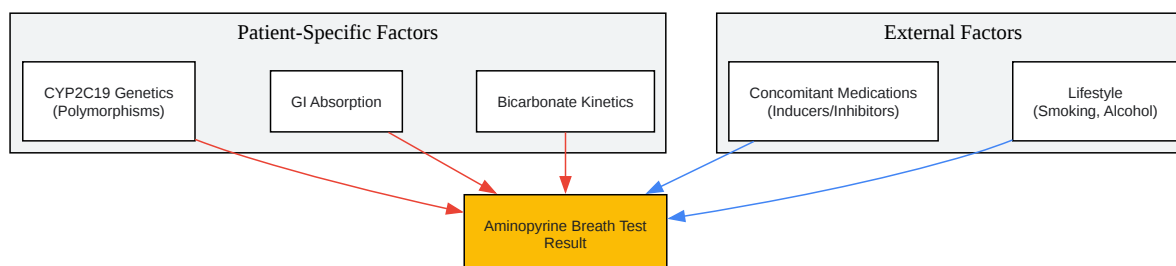 Patient-Specific Factors
External Factors
CYP2C19 Genetics
(Polymorphisms)
GI Absorption
Bicarbonate Kinetics
Concomitant Medications
(Inducers/Inhibitors)
Lifestyle
(Smoking, Alcohol)
Aminopyrine Breath Test
Result